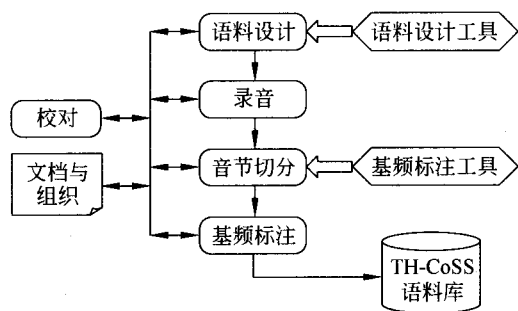 语料设计
语料设计工具
录音
校对
文档与
组织
音节切分
基频标注工具
基频标注
TH-CoSS
语料库